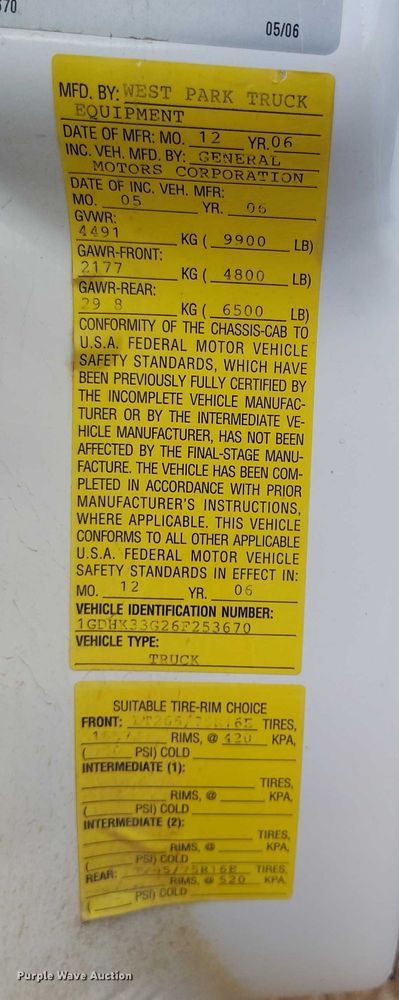 670
05/06
MFD. BY: WEST PARK TRUCK
EQUIPMENT
DATE OF MFR: MO. 12 YR. 06
INC. VEH. MFD. BY: GENERAL
MOTORS CORPORATION
DATE OF INC. VEH. MFR:
MO. 05 YR. 06
GVWR:
4491 KG ( 9900 LB)
GAWR-FRONT:
2177 KG ( 4800 LB)
GAWR-REAR:
29 8 KG ( 6500 LB)
CONFORMITY OF THE CHASSIS-CAB TO
U.S.A. FEDERAL MOTOR VEHICLE
SAFETY STANDARDS, WHICH HAVE
BEEN PREVIOUSLY FULLY CERTIFIED BY
THE INCOMPLETE VEHICLE MANUFAC-
TURER OR BY THE INTERMEDIATE VE-
HICLE MANUFACTURER, HAS NOT BEEN
AFFECTED BY THE FINAL-STAGE MANU-
FACTURE. THE VEHICLE HAS BEEN COM-
PLETED IN ACCORDANCE WITH PRIOR
MANUFACTURER'S INSTRUCTIONS,
WHERE APPLICABLE. THIS VEHICLE
CONFORMS TO ALL OTHER APPLICABLE
U.S.A. FEDERAL MOTOR VEHICLE
SAFETY STANDARDS IN EFFECT IN:
MO. 12 YR. 06
VEHICLE IDENTIFICATION NUMBER:
1GDHK33G26F253670
VEHICLE TYPE:
TRUCK
SUITABLE TIRE-RIM CHOICE
FRONT: TIRES,
RIMS, @ 420 KPA,
( PSI) COLD
INTERMEDIATE (1):
TIRES,
RIMS, @ KPA,
( PSI) COLD
INTERMEDIATE (2):
TIRES,
RIMS, @ KPA,
( PSI) COLD
REAR: TIRES,
RIMS, @ 520 KPA,
( PSI) COLD
Purple Wave Auction